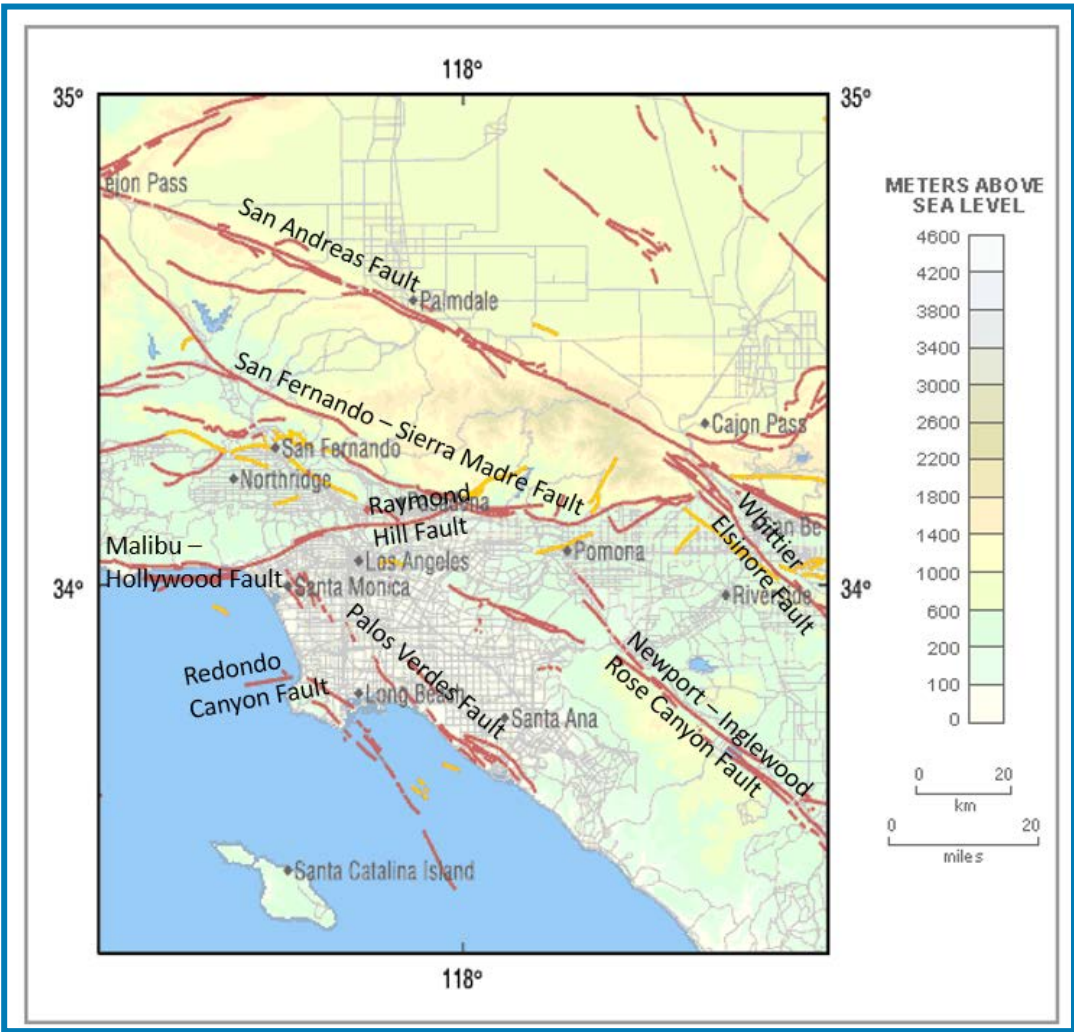 118°
35°
35°
ejon Pass
San Andreas Fault
Palmdale
San Fernando – Sierra Madre Fault
Cajon Pass
San Fernando
Northridge
Raymond
Hill Fault
Whittier
Elsinore Fault
Malibu –
Hollywood Fault
Los Angeles
Pomona
34°
34°
Santa Monica
Riverside
Palos Verdes Fault
Newport – Inglewood
Rose Canyon Fault
Redondo
Canyon Fault
Long Beach
Santa Ana
Santa Catalina Island
118°
METERS ABOVE
SEA LEVEL
4600
4200
3800
3400
3000
2600
2200
1800
1400
1000
600
200
100
0
0 20
km
0 20
miles